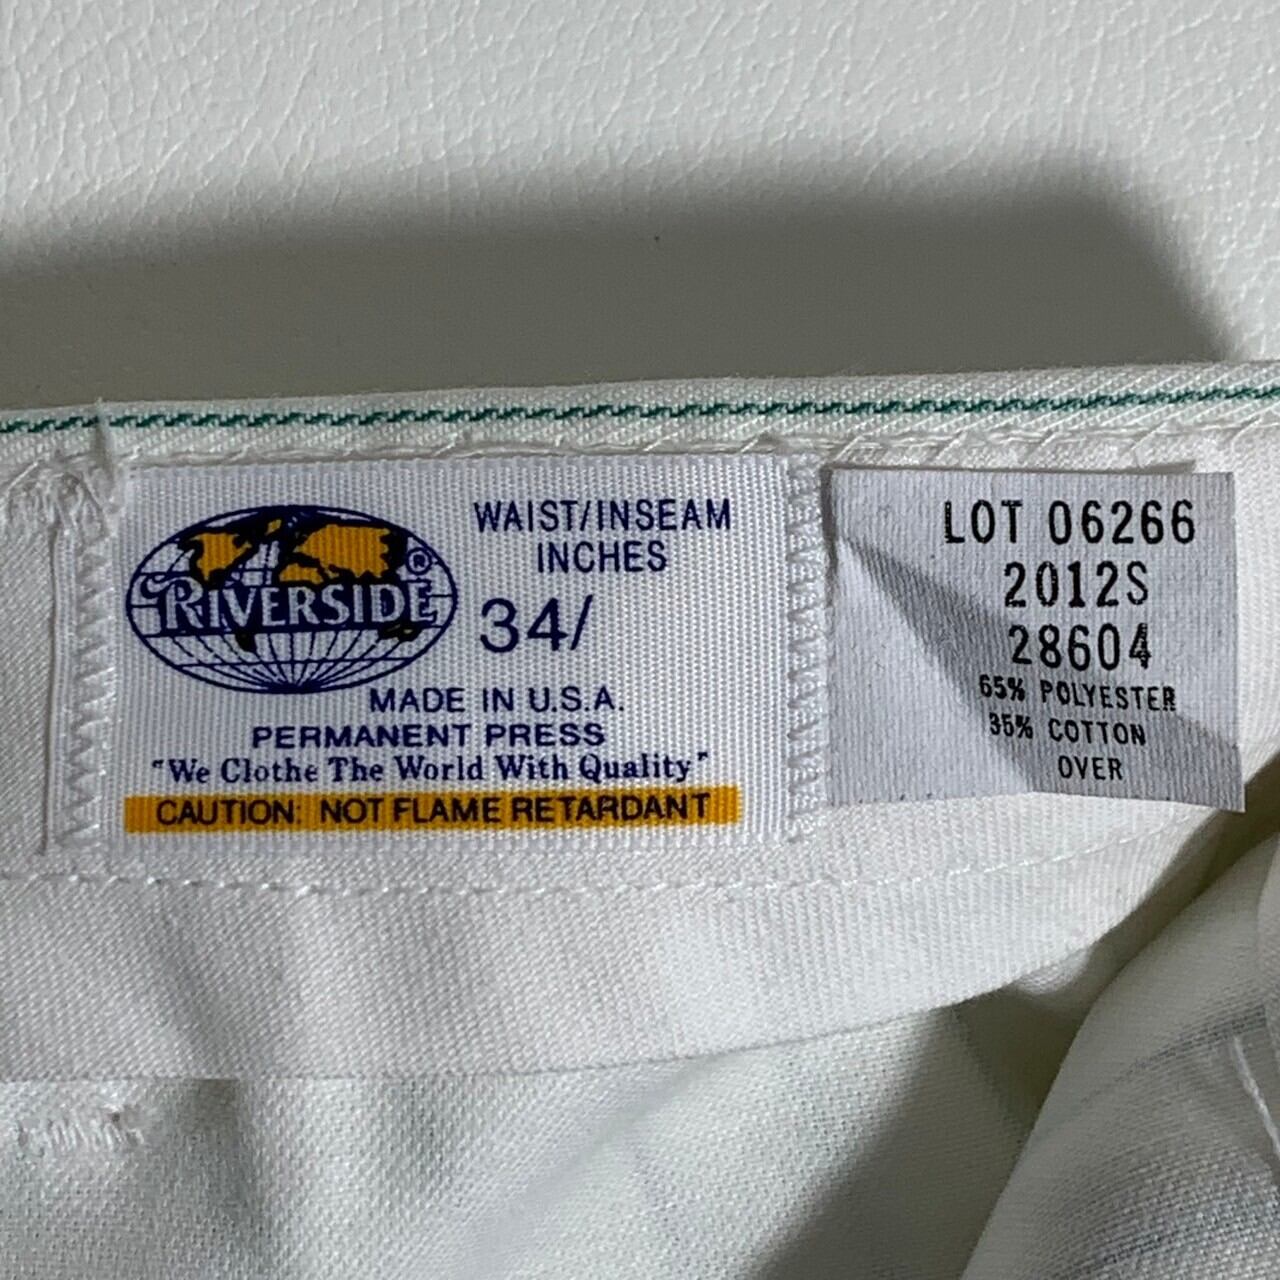 RIVERSIDE ®
WAIST/INSEAM
INCHES
34/
MADE IN U.S.A.
PERMANENT PRESS
"We Clothe The World With Quality"
CAUTION: NOT FLAME RETARDANT
LOT 06266
2012S
28604
65% POLYESTER
35% COTTON
OVER